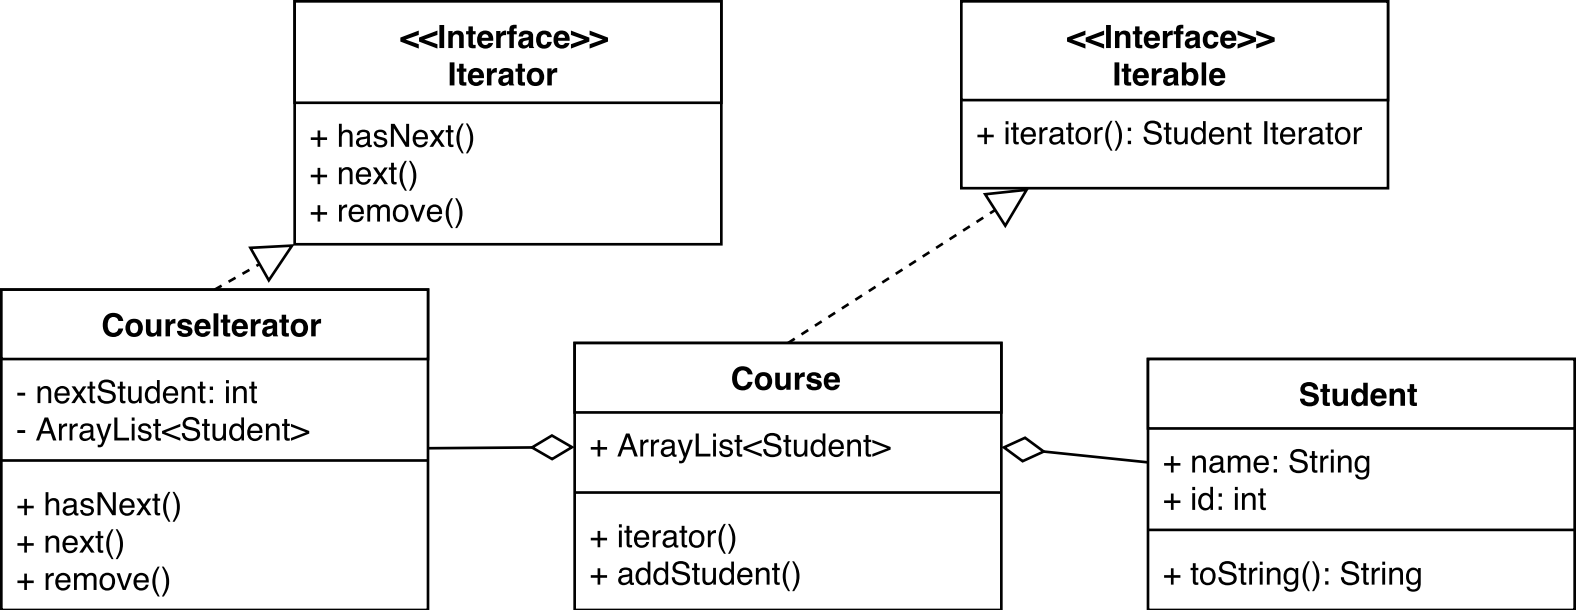 <<Interface>>
Iterator
+ hasNext()
+ next()
+ remove()
<<Interface>>
Iterable
+ iterator(): Student Iterator
CourseIterator
- nextStudent: int
- ArrayList<Student>
+ hasNext()
+ next()
+ remove()
Course
+ ArrayList<Student>
+ iterator()
+ addStudent()
Student
+ name: String
+ id: int
+ toString(): String